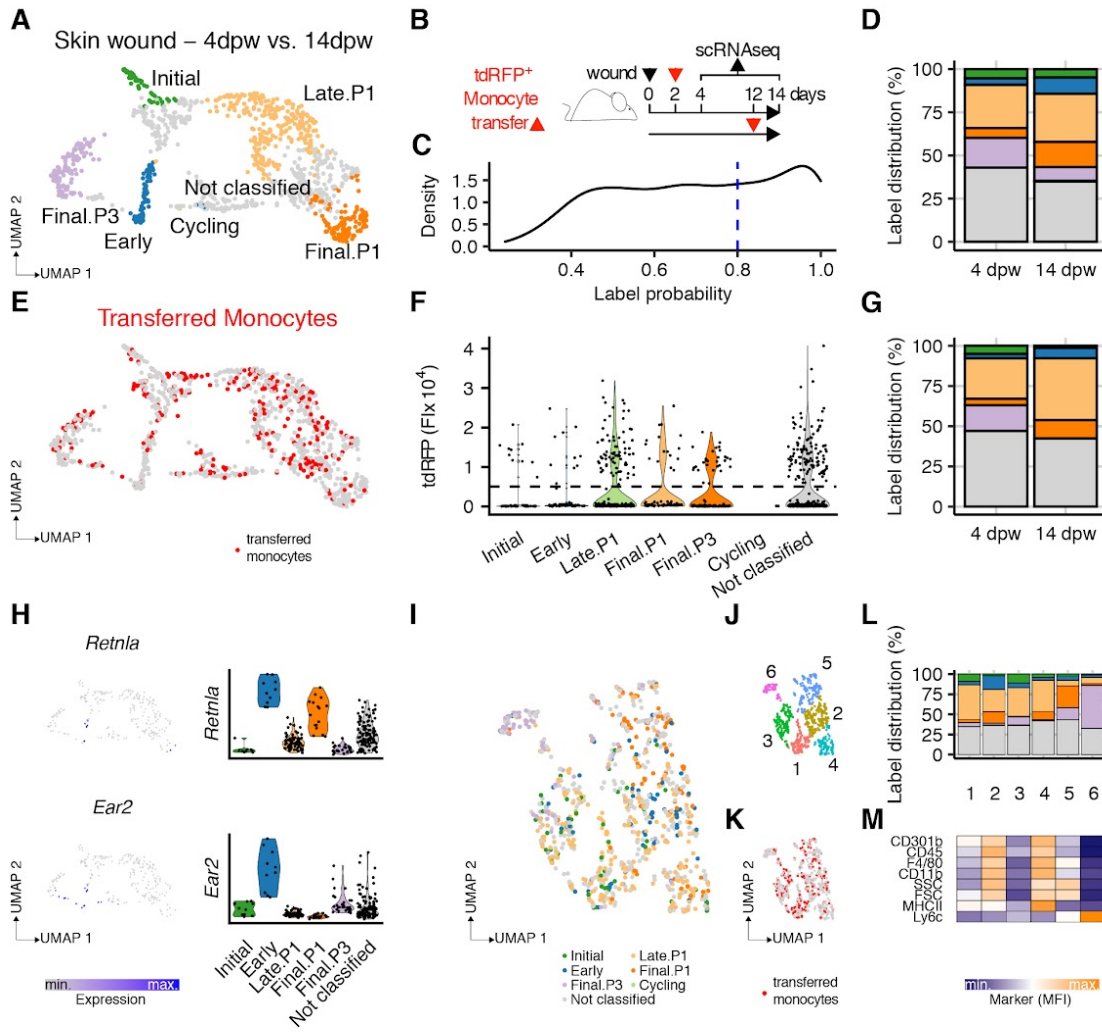 A
Skin wound – 4dpw vs. 14dpw
Initial
Late.P1
Not classified
Final.P3
Early
Cycling
Final.P1
UMAP 2
UMAP 1
B
scRNAseq
tdRFP+
Monocyte
transfer
wound
0 2 4 12 14 days
C
Density
1.5
1.0
0.5
0.0
0.4 0.6 0.8 1.0
Label probability
D
Label distribution (%)
100
75
50
25
0
4 dpw 14 dpw
E
Transferred Monocytes
UMAP 2
UMAP 1
transferred
monocytes
F
tdRFP (FI x 10⁴)
4
3
2
1
0
Initial
Early
Late.P1
Final.P1
Final.P3
Cycling
Not classified
G
Label distribution (%)
100
75
50
25
0
4 dpw 14 dpw
H
Retnla
Retnla
Ear2
Ear2
UMAP 2
UMAP 1
min. max.
Expression
Initial
Early
Late.P1
Final.P1
Final.P3
Not classified
I
UMAP 2
UMAP 1
Initial Late.P1
Early Final.P1
Final.P3 Cycling
Not classified
J
6 5
2
3
1 4
K
UMAP 2
UMAP 1
transferred
monocytes
L
Label distribution (%)
100
75
50
25
0
1 2 3 4 5 6
M
CD301b
CD45
F4/80
CD11b
SSC
FSC
MHCII
Ly6c
min. max
Marker (MFI)